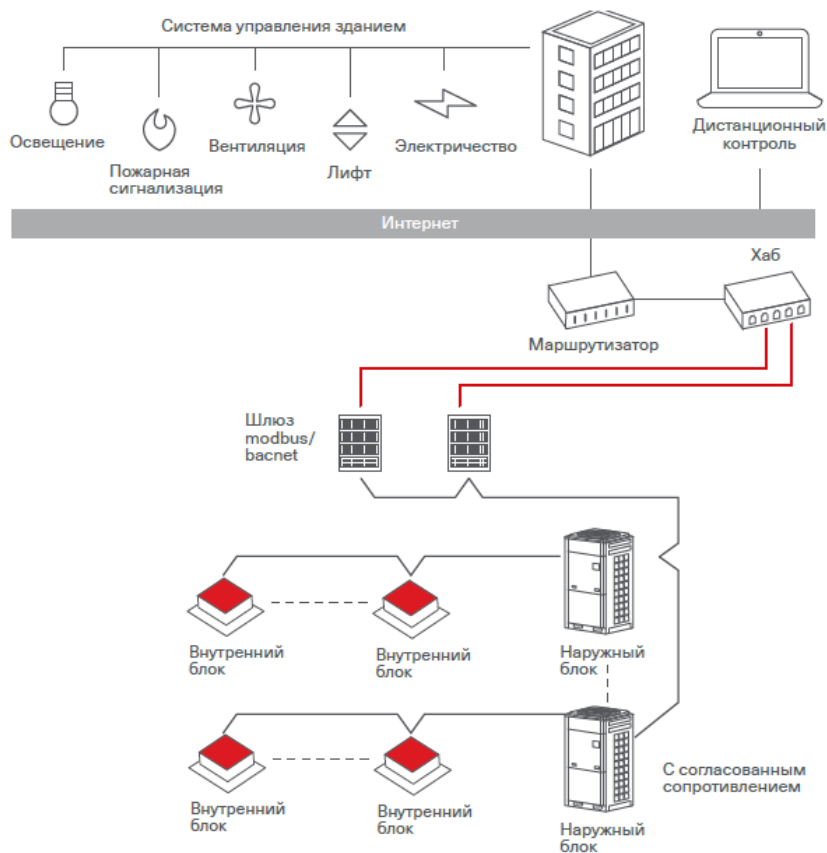 Система управления зданием
Освещение
Пожарная
сигнализация
Вентиляция
Лифт
Электричество
Дистанционный
контроль
Интернет
Хаб
Маршрутизатор
Шлюз
modbus/
bacnet
Внутренний
блок
Внутренний
блок
Наружный
блок
Внутренний
блок
Внутренний
блок
Наружный
блок
С согласованным
сопротивлением